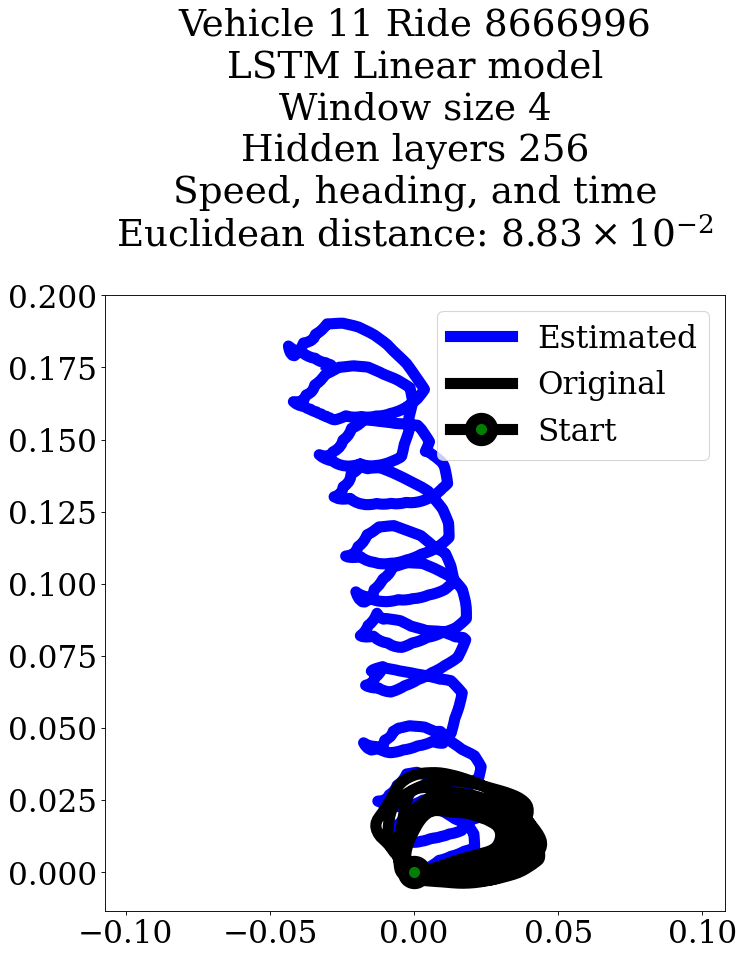 Vehicle 11 Ride 8666996
LSTM Linear model
Window size 4
Hidden layers 256
Speed, heading, and time
Euclidean distance: 8.83 × 10⁻²
0.200
0.175
0.150
0.125
0.100
0.075
0.050
0.025
0.000
Estimated
Original
Start
−0.10
−0.05
0.00
0.05
0.10